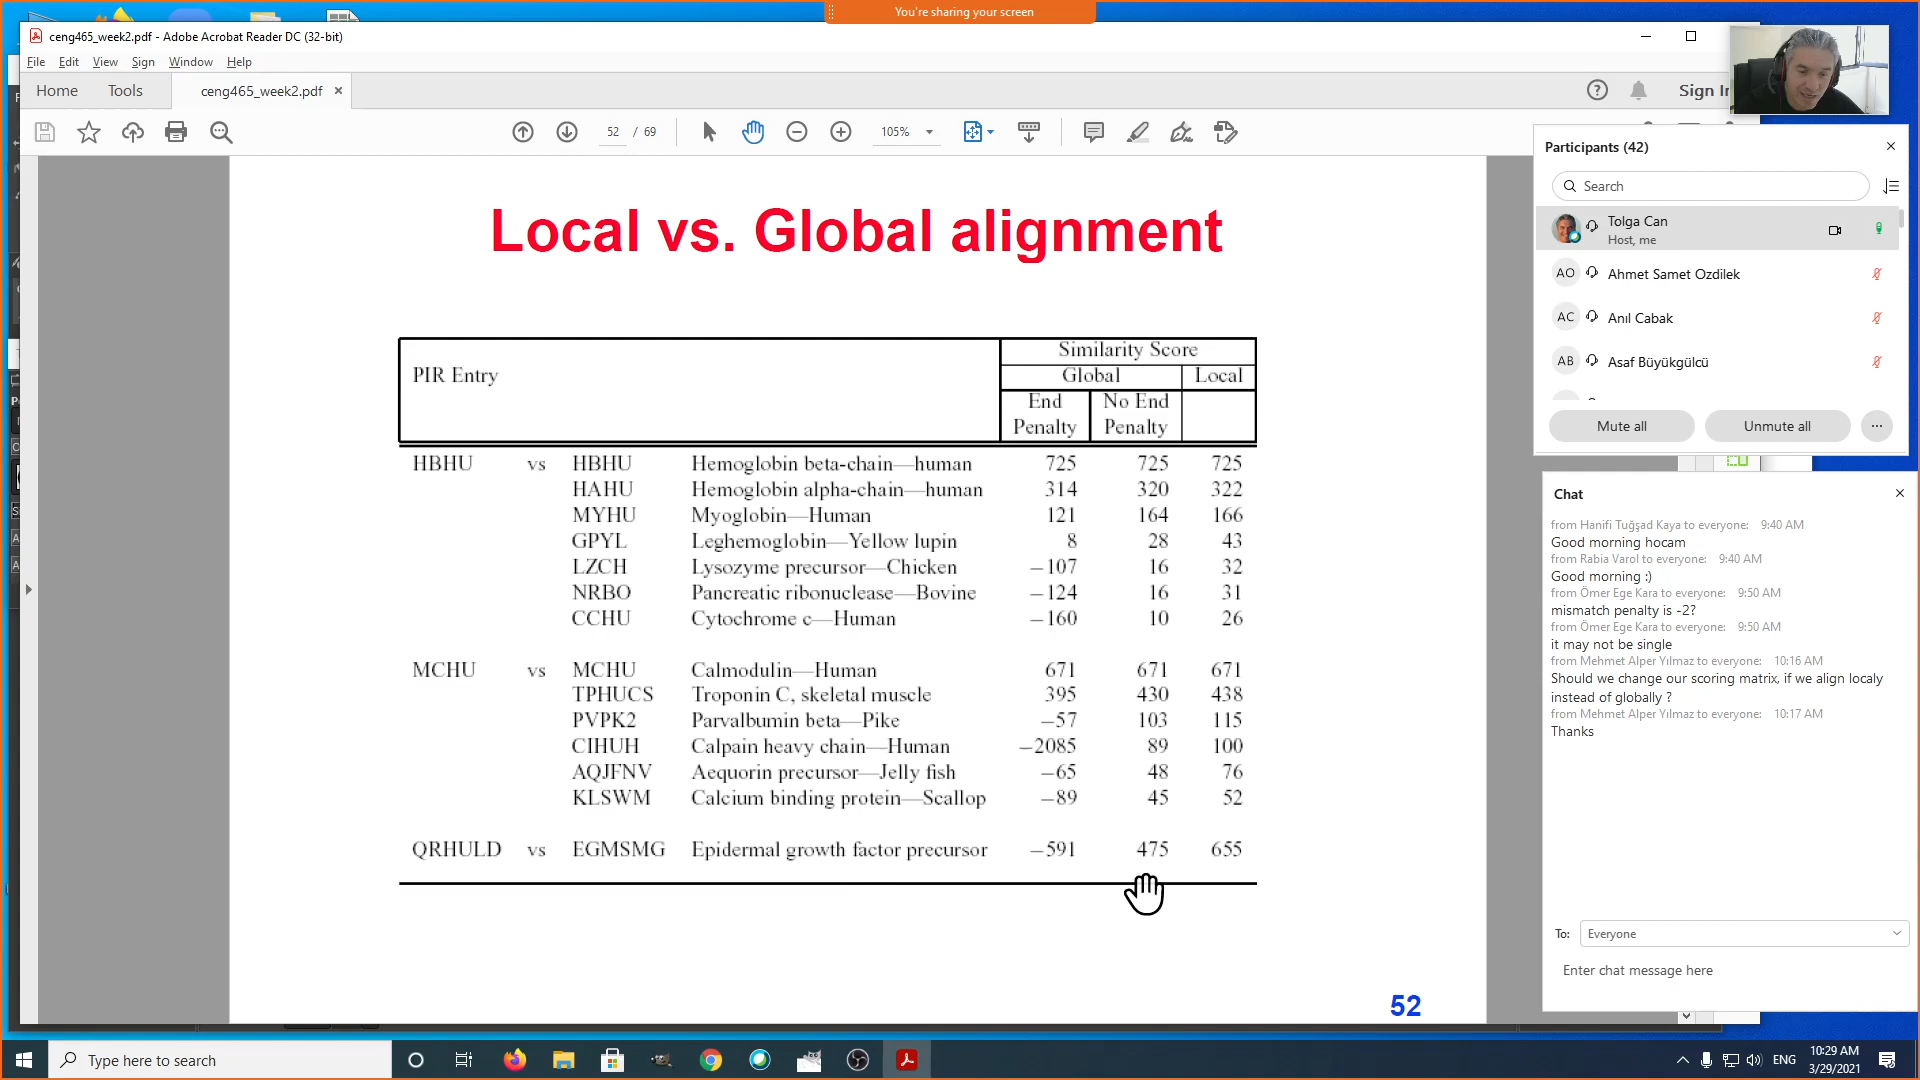 You're sharing your screen
ceng465_week2.pdf - Adobe Acrobat Reader DC (32-bit)
File Edit View Sign Window Help
Home Tools ceng465_week2.pdf × Sign In
52 / 69 105%
Local vs. Global alignment
Similarity Score
PIR Entry Global Local
End No End
Penalty Penalty
HBHU vs HBHU Hemoglobin beta-chain—human 725 725 725
HAHU Hemoglobin alpha-chain—human 314 320 322
MYHU Myoglobin—Human 121 164 166
GPYL Leghemoglobin—Yellow lupin 8 28 43
LZCH Lysozyme precursor—Chicken −107 16 32
NRBO Pancreatic ribonuclease—Bovine −124 16 31
CCHU Cytochrome c—Human −160 10 26
MCHU vs MCHU Calmodulin—Human 671 671 671
TPHUCS Troponin C, skeletal muscle 395 430 438
PVPK2 Parvalbumin beta—Pike −57 103 115
CIHUH Calpain heavy chain—Human −2085 89 100
AQJFNV Aequorin precursor—Jelly fish −65 48 76
KLSWM Calcium binding protein—Scallop −89 45 52
QRHULD vs EGMSMG Epidermal growth factor precursor −591 475 655
52
Participants (42)
Search
Tolga Can
Host, me
AO Ahmet Samet Ozdilek
AC Anıl Cabak
AB Asaf Büyükgülcü
Mute all Unmute all ...
Chat
from Hanifi Tuğşad Kaya to everyone: 9:40 AM
Good morning hocam
from Rabia Varol to everyone: 9:40 AM
Good morning :)
from Ömer Ege Kara to everyone: 9:50 AM
mismatch penalty is -2?
from Ömer Ege Kara to everyone: 9:50 AM
it may not be single
from Mehmet Alper Yılmaz to everyone: 10:16 AM
Should we change our scoring matrix, if we align localy
instead of globally ?
from Mehmet Alper Yılmaz to everyone: 10:17 AM
Thanks
To: Everyone
Enter chat message here
Type here to search
ENG
10:29 AM
3/29/2021